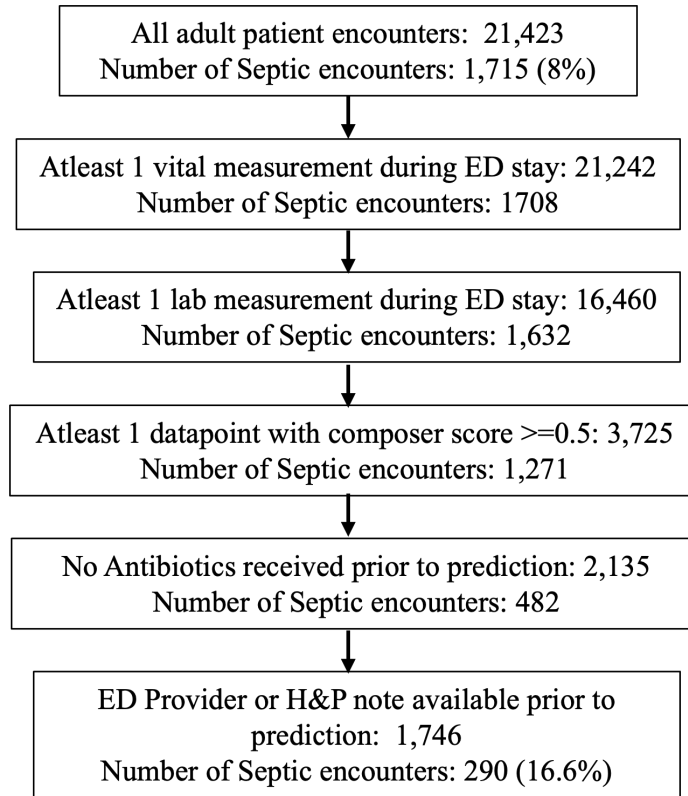 All adult patient encounters: 21,423
Number of Septic encounters: 1,715 (8%)
Atleast 1 vital measurement during ED stay: 21,242
Number of Septic encounters: 1708
Atleast 1 lab measurement during ED stay: 16,460
Number of Septic encounters: 1,632
Atleast 1 datapoint with composer score >=0.5: 3,725
Number of Septic encounters: 1,271
No Antibiotics received prior to prediction: 2,135
Number of Septic encounters: 482
ED Provider or H&P note available prior to
prediction: 1,746
Number of Septic encounters: 290 (16.6%)